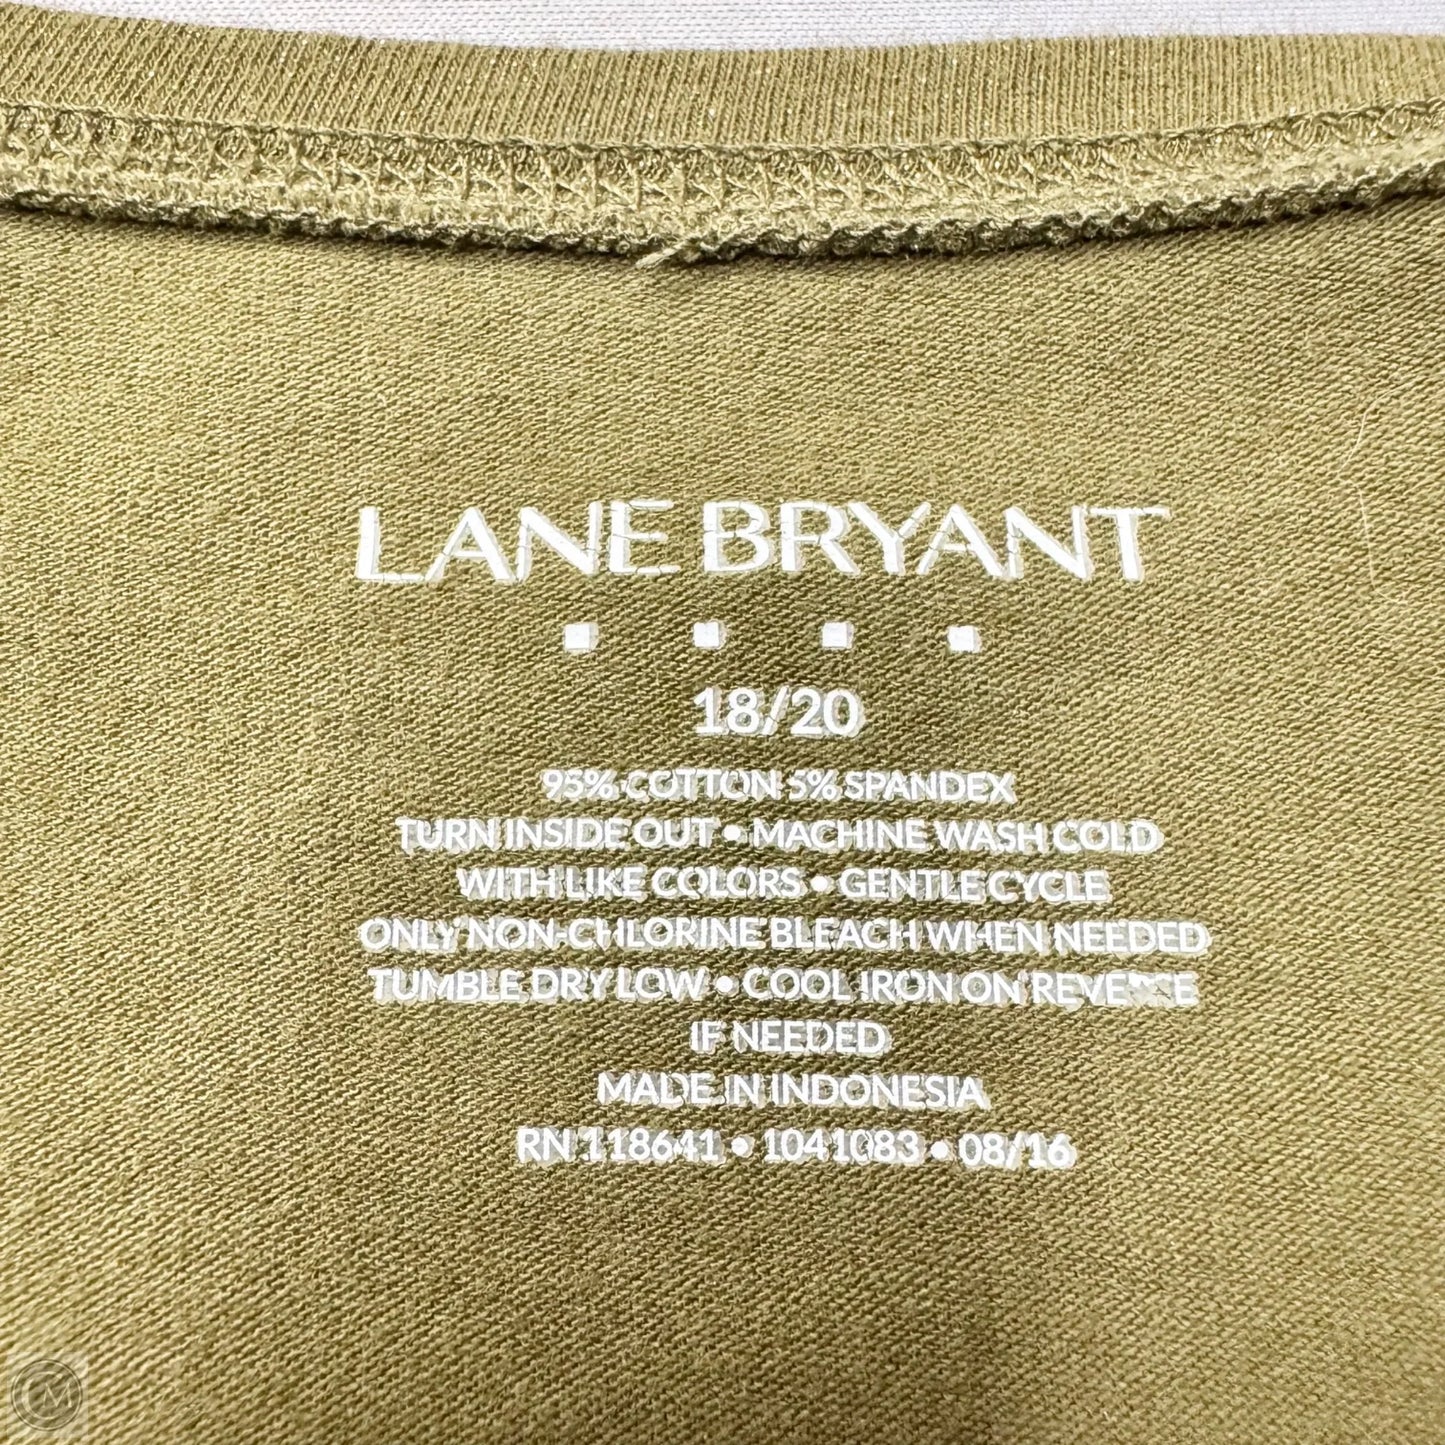 LANE BRYANT
18/20
95% COTTON 5% SPANDEX
TURN INSIDE OUT • MACHINE WASH COLD
WITH LIKE COLORS • GENTLE CYCLE
ONLY NON-CHLORINE BLEACH WHEN NEEDED
TUMBLE DRY LOW • COOL IRON ON REVERSE
IF NEEDED
MADE IN INDONESIA
RN 118641 • 1041083 • 08/16
CM